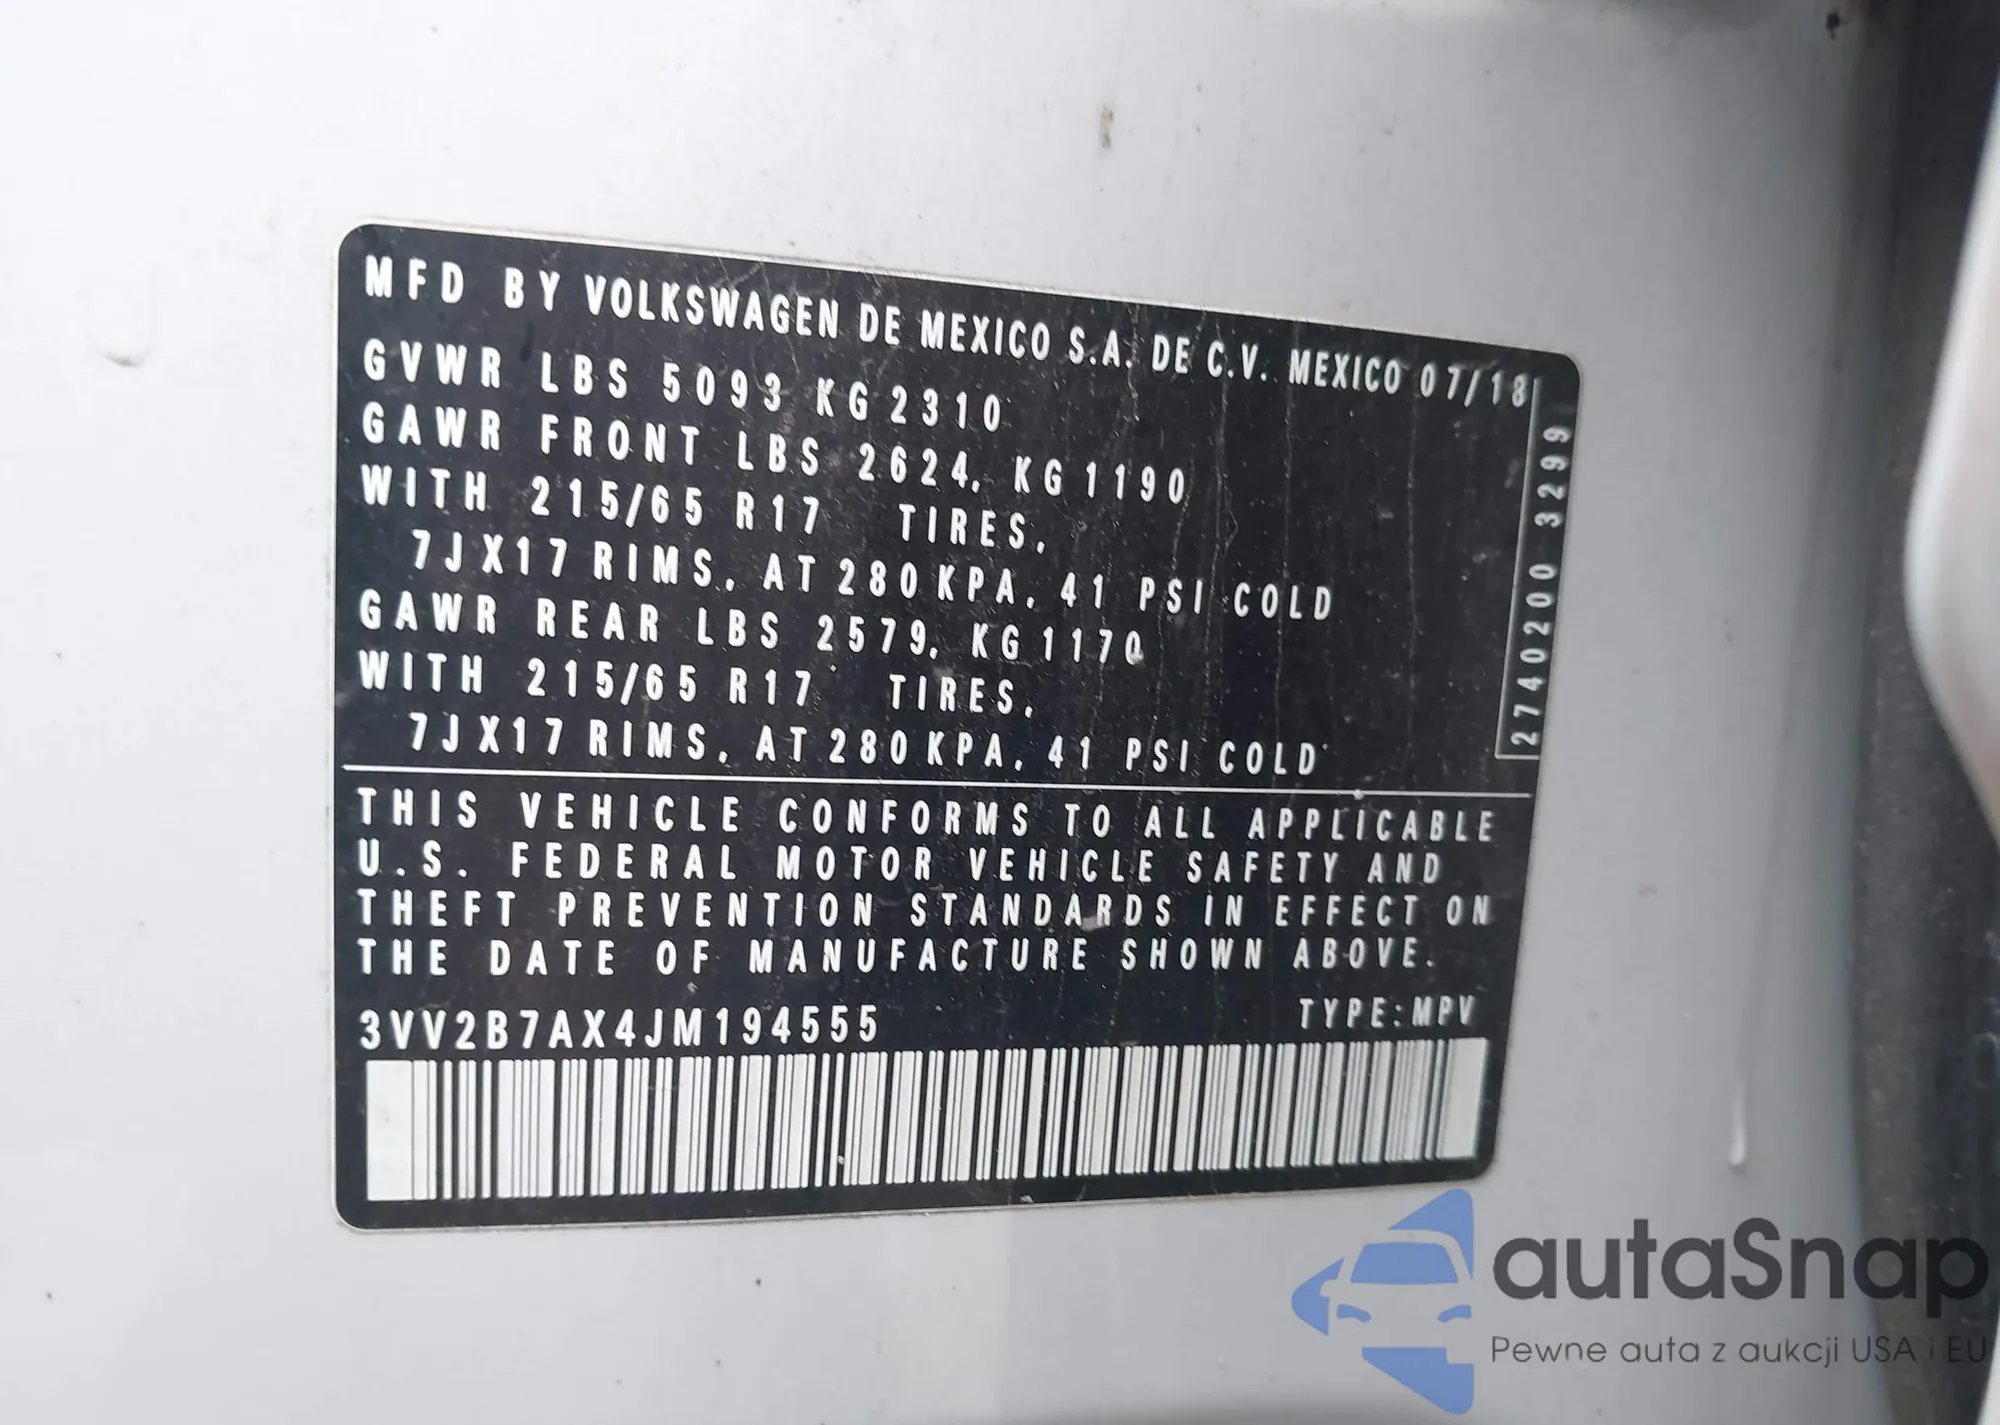 MFD BY VOLKSWAGEN DE MEXICO S.A. DE C.V. MEXICO 07/18
GVWR LBS 5093 KG 2310
GAWR FRONT LBS 2624, KG 1190
WITH 215/65 R17 TIRES,
7JX17 RIMS, AT 280 KPA, 41 PSI COLD
GAWR REAR LBS 2579, KG 1170
WITH 215/65 R17 TIRES,
7JX17 RIMS, AT 280 KPA, 41 PSI COLD
2740200 3299
THIS VEHICLE CONFORMS TO ALL APPLICABLE
U.S. FEDERAL MOTOR VEHICLE SAFETY AND
THEFT PREVENTION STANDARDS IN EFFECT ON
THE DATE OF MANUFACTURE SHOWN ABOVE.
3VV2B7AX4JM194555 TYPE:MPV
autaSnap
Pewne auta z aukcji USA i EU